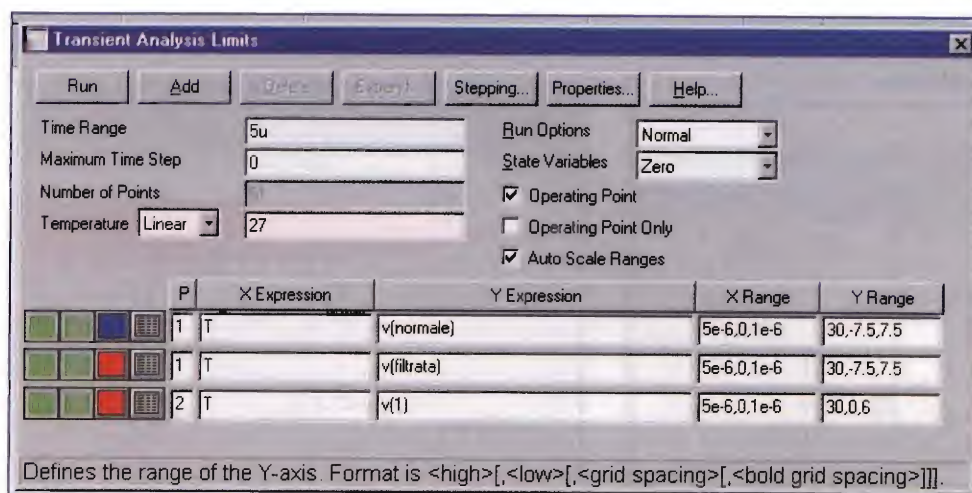 Transient Analysis Limits
Run Add Delete Expand... Stepping... Properties... Help...
Time Range 5u Run Options Normal
Maximum Time Step 0 State Variables Zero
Number of Points 51 Operating Point
Temperature Linear 27 Operating Point Only
Auto Scale Ranges
P X Expression Y Expression X Range Y Range
1 T v(normale) 5e-6,0,1e-6 30,-7.5,7.5
1 T v(filtrata) 5e-6,0,1e-6 30,-7.5,7.5
2 T v(1) 5e-6,0,1e-6 30,0,6
Defines the range of the Y-axis. Format is <high>[,<low>[,<grid spacing>[,<bold grid spacing>]]].